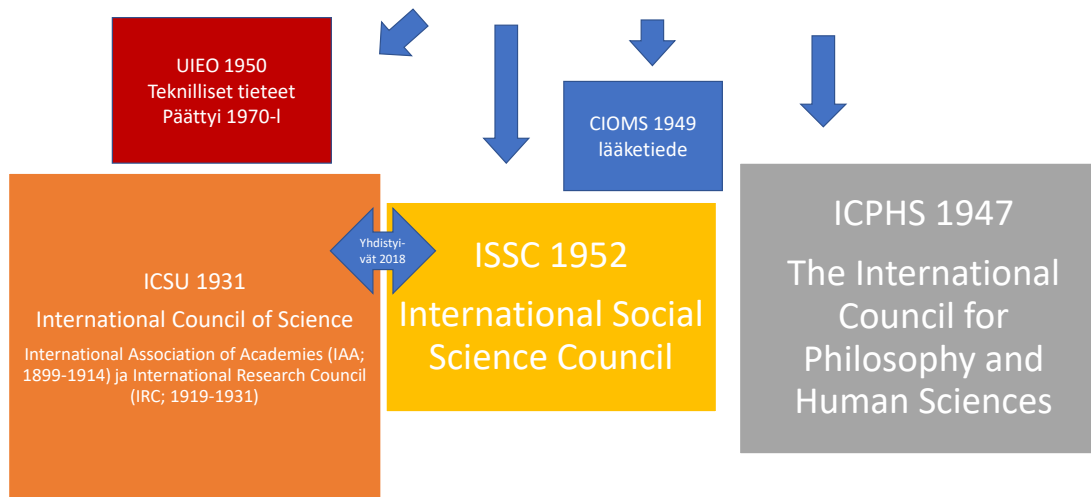 UIEO 1950
Teknilliset tieteet
Päättyi 1970-l
CIOMS 1949
lääketiede
ICSU 1931
International Council of Science
International Association of Academies (IAA;
1899-1914) ja International Research Council
(IRC; 1919-1931)
Yhdistyi-
vät 2018
ISSC 1952
International Social
Science Council
ICPHS 1947
The International
Council for
Philosophy and
Human Sciences